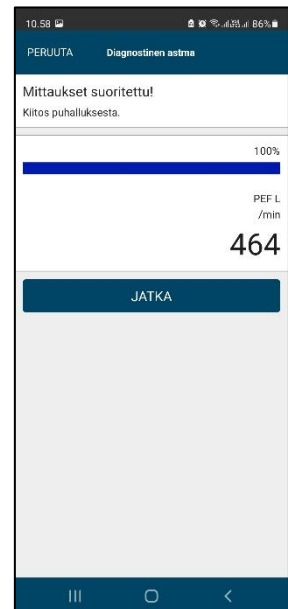 10.58 86%
PERUUTA Diagnostinen astma
Mittaukset suoritettu!
Kiitos puhalluksesta.
100%
PEF L
/min
464
JATKA